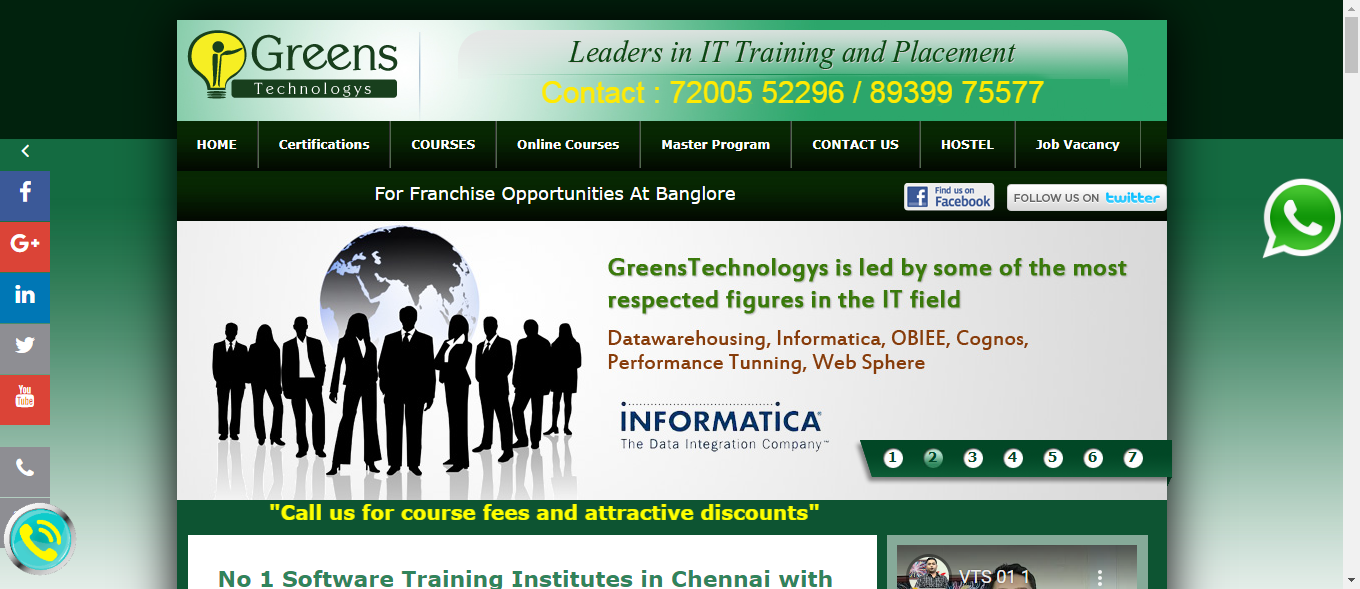 Greens
Technologys
Leaders in IT Training and Placement
Contact : 72005 52296 / 89399 75577
HOME
Certifications
COURSES
Online Courses
Master Program
CONTACT US
HOSTEL
Job Vacancy
For Franchise Opportunities At Banglore
Find us on
Facebook
FOLLOW US ON twitter
f
G+
in
You
Tube
GreensTechnologys is led by some of the most
respected figures in the IT field
Datawarehousing, Informatica, OBIEE, Cognos,
Performance Tunning, Web Sphere
INFORMATICA®
The Data Integration Company™
1 2 3 4 5 6 7
"Call us for course fees and attractive discounts"
No 1 Software Training Institutes in Chennai with
VTS 01 1